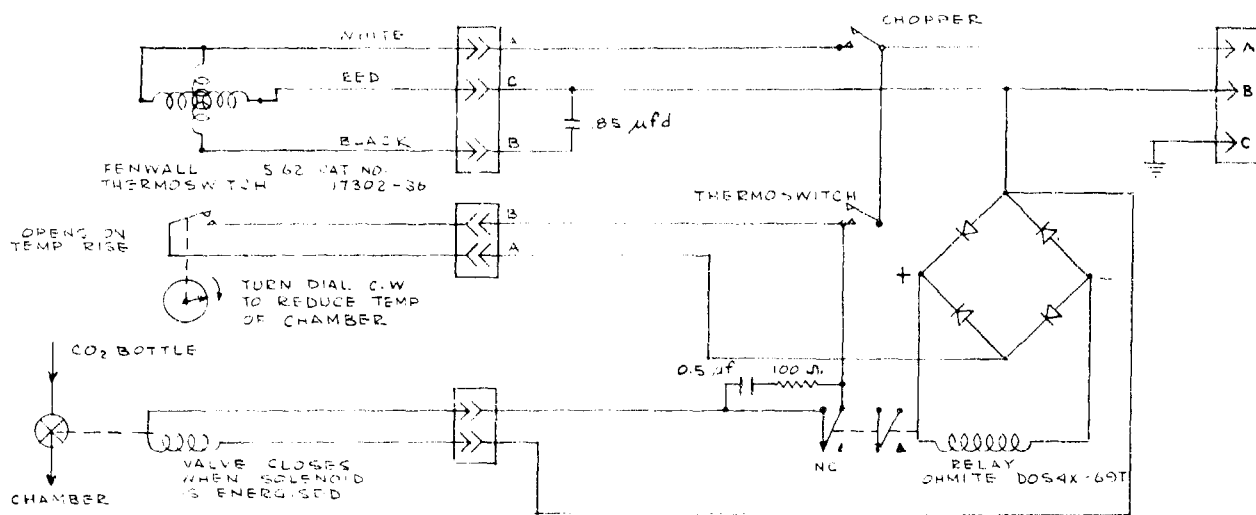 CHOPPER
WHITE
A
A
RED
C
B
.85 µfd
BLACK
B
C
FENWALL 5 62 CAT NO.
THERMOSWITCH 17302-36
THERMOSWITCH
B
OPENS ON
TEMP RISE
A
+
-
TURN DIAL C.W
TO REDUCE TEMP
OF CHAMBER
CO2 BOTTLE
0.5 µf
100 Ω
VALVE CLOSES
WHEN SOLENOID
IS ENERGISED
NC
RELAY
OHMITE DOS4X-69T
CHAMBER